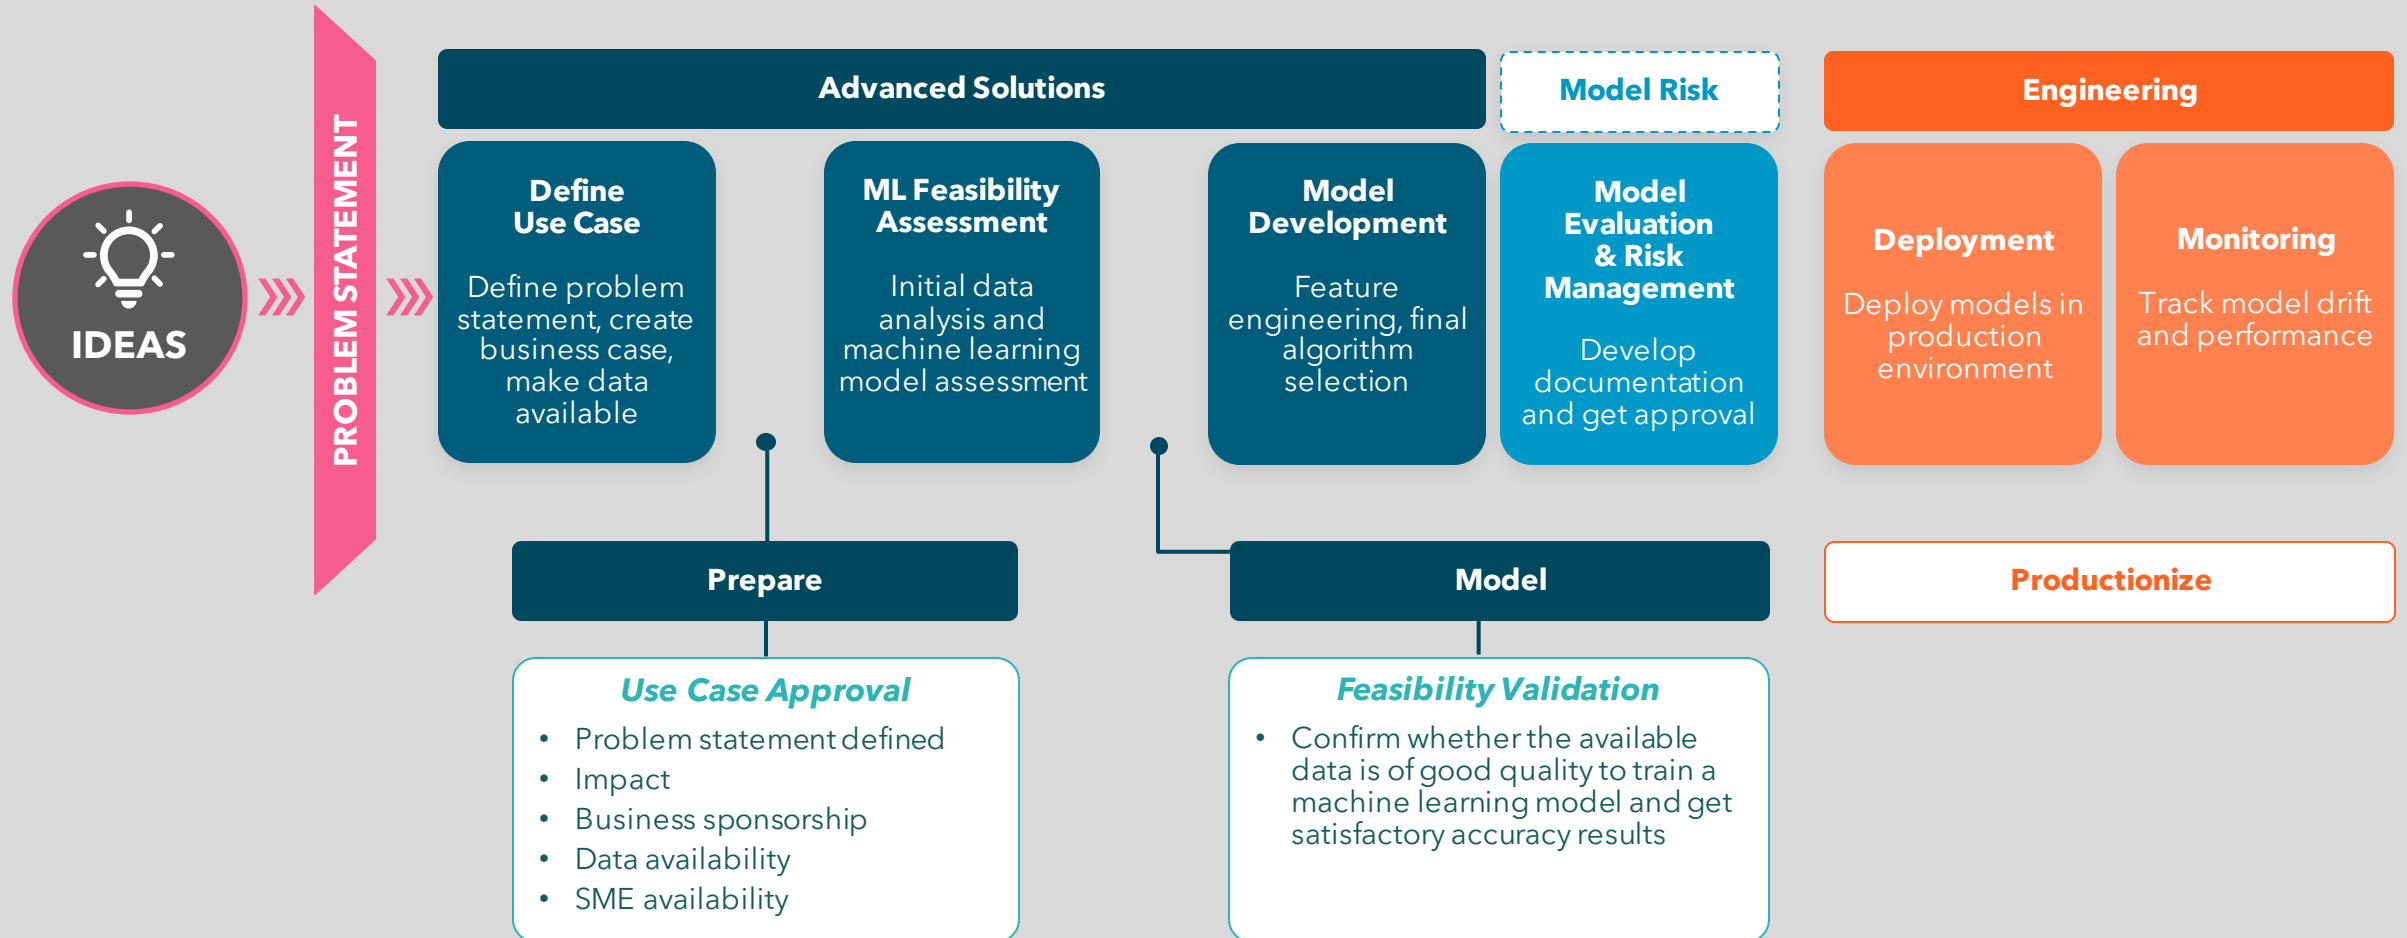 IDEAS
PROBLEM STATEMENT
Advanced Solutions
Define
Use Case
Define problem
statement, create
business case,
make data
available
ML Feasibility
Assessment
Initial data
analysis and
machine learning
model assessment
Model
Development
Feature
engineering, final
algorithm
selection
Model Risk
Model
Evaluation
& Risk
Management
Develop
documentation
and get approval
Engineering
Deployment
Deploy models in
production
environment
Monitoring
Track model drift
and performance
Prepare
Use Case Approval
• Problem statement defined
• Impact
• Business sponsorship
• Data availability
• SME availability
Model
Feasibility Validation
• Confirm whether the available
data is of good quality to train a
machine learning model and get
satisfactory accuracy results
Productionize